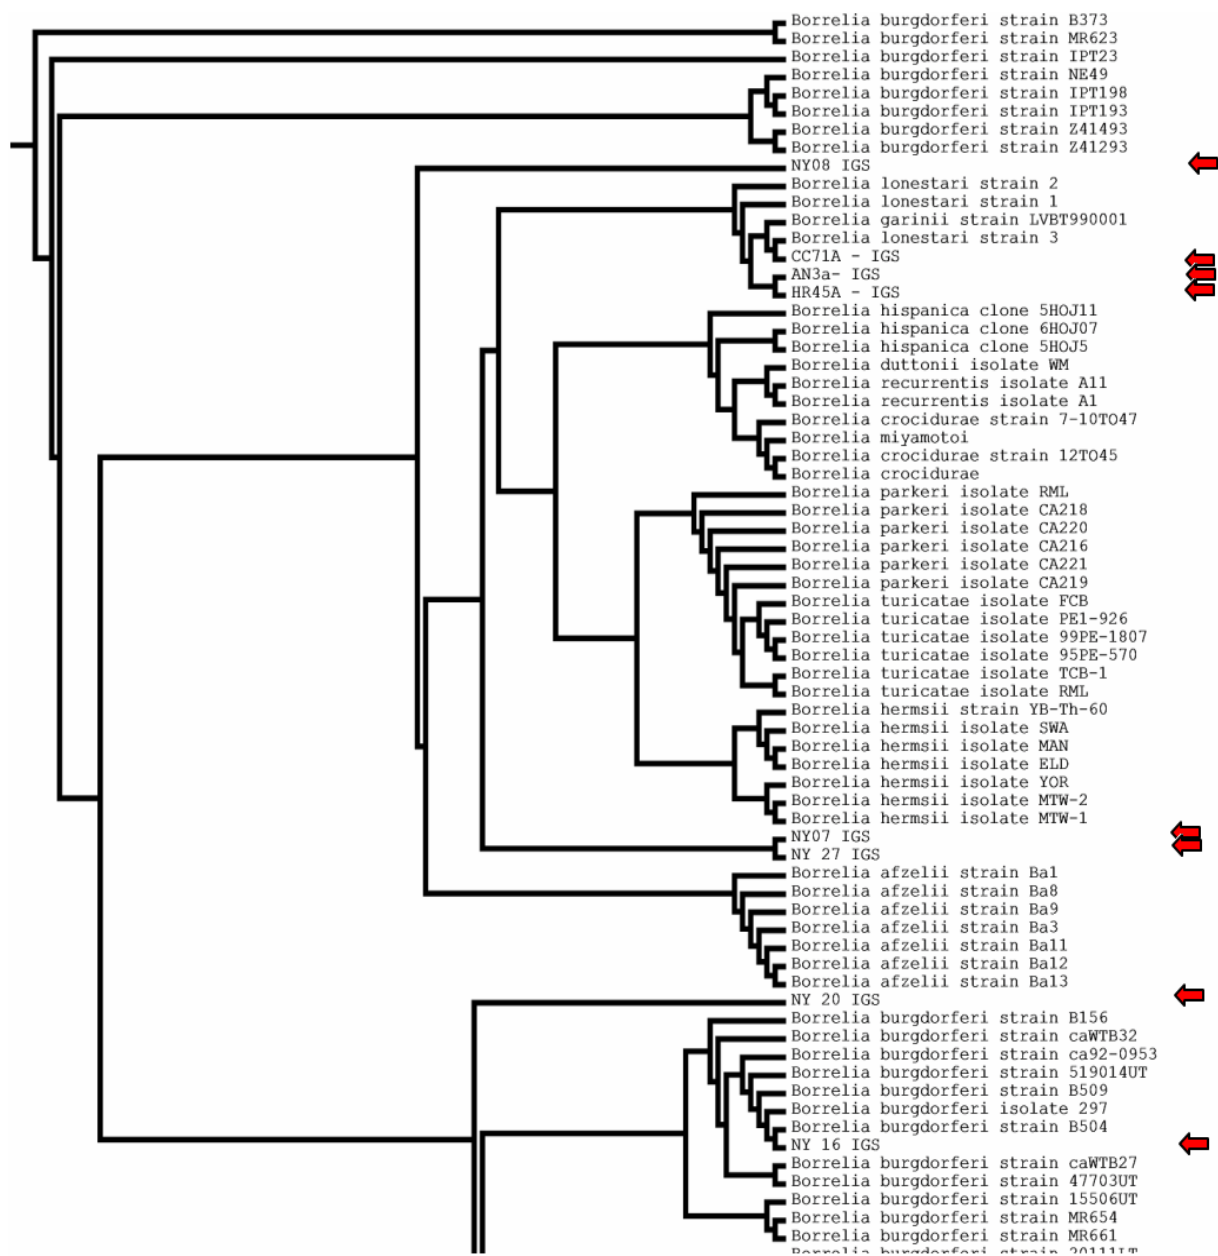 Borrelia burgdorferi strain B373
Borrelia burgdorferi strain MR623
Borrelia burgdorferi strain IPT23
Borrelia burgdorferi strain NE49
Borrelia burgdorferi strain IPT198
Borrelia burgdorferi strain IPT193
Borrelia burgdorferi strain Z41493
Borrelia burgdorferi strain Z41293
NY08 IGS
Borrelia lonestari strain 2
Borrelia lonestari strain 1
Borrelia garinii strain LVBT990001
Borrelia lonestari strain 3
CC71A - IGS
AN3a- IGS
HR45A - IGS
Borrelia hispanica clone 5HOJ11
Borrelia hispanica clone 6HOJ07
Borrelia hispanica clone 5HOJ5
Borrelia duttonii isolate WM
Borrelia recurrentis isolate A11
Borrelia recurrentis isolate A1
Borrelia crocidurae strain 7-10TO47
Borrelia miyamotoi
Borrelia crocidurae strain 12TO45
Borrelia crocidurae
Borrelia parkeri isolate RML
Borrelia parkeri isolate CA218
Borrelia parkeri isolate CA220
Borrelia parkeri isolate CA216
Borrelia parkeri isolate CA221
Borrelia parkeri isolate CA219
Borrelia turicatae isolate FCB
Borrelia turicatae isolate PE1-926
Borrelia turicatae isolate 99PE-1807
Borrelia turicatae isolate 95PE-570
Borrelia turicatae isolate TCB-1
Borrelia turicatae isolate RML
Borrelia hermsii strain YB-Th-60
Borrelia hermsii isolate SWA
Borrelia hermsii isolate MAN
Borrelia hermsii isolate ELD
Borrelia hermsii isolate YOR
Borrelia hermsii isolate MTW-2
Borrelia hermsii isolate MTW-1
NY07 IGS
NY 27 IGS
Borrelia afzelii strain Ba1
Borrelia afzelii strain Ba8
Borrelia afzelii strain Ba9
Borrelia afzelii strain Ba3
Borrelia afzelii strain Ba11
Borrelia afzelii strain Ba12
Borrelia afzelii strain Ba13
NY 20 IGS
Borrelia burgdorferi strain B156
Borrelia burgdorferi strain caWTB32
Borrelia burgdorferi strain ca92-0953
Borrelia burgdorferi strain 519014UT
Borrelia burgdorferi strain B509
Borrelia burgdorferi isolate 297
Borrelia burgdorferi strain B504
NY 16 IGS
Borrelia burgdorferi strain caWTB27
Borrelia burgdorferi strain 47703UT
Borrelia burgdorferi strain 15506UT
Borrelia burgdorferi strain MR654
Borrelia burgdorferi strain MR661
Borrelia burgdorferi strain